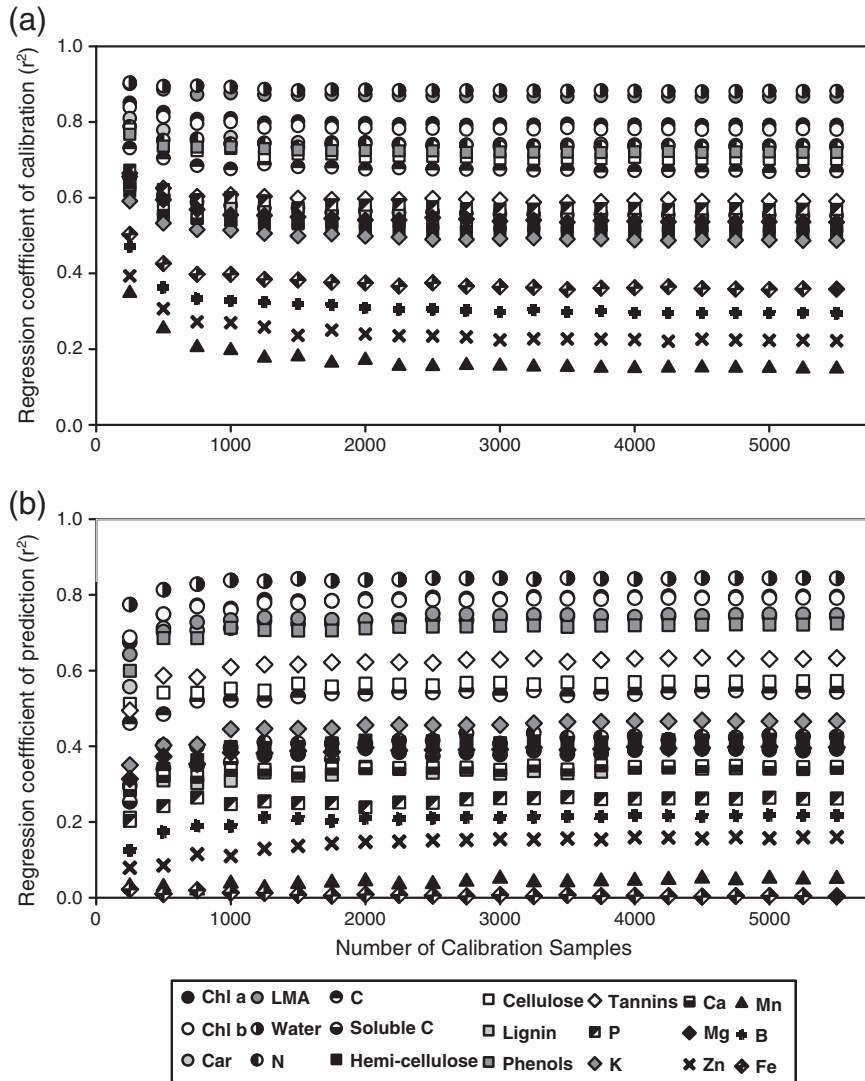 (a)
1.0
0.8
0.6
0.4
0.2
0.0
Regression coeffficient of calibration (r²)
0 1000 2000 3000 4000 5000
(b)
1.0
0.8
0.6
0.4
0.2
0.0
Regression coefficient of prediction (r²)
0 1000 2000 3000 4000 5000
Number of Calibration Samples
Chl a LMA C Cellulose Tannins Ca Mn
Chl b Water Soluble C Lignin P Mg B
Car N Hemi-cellulose Phenols K Zn Fe